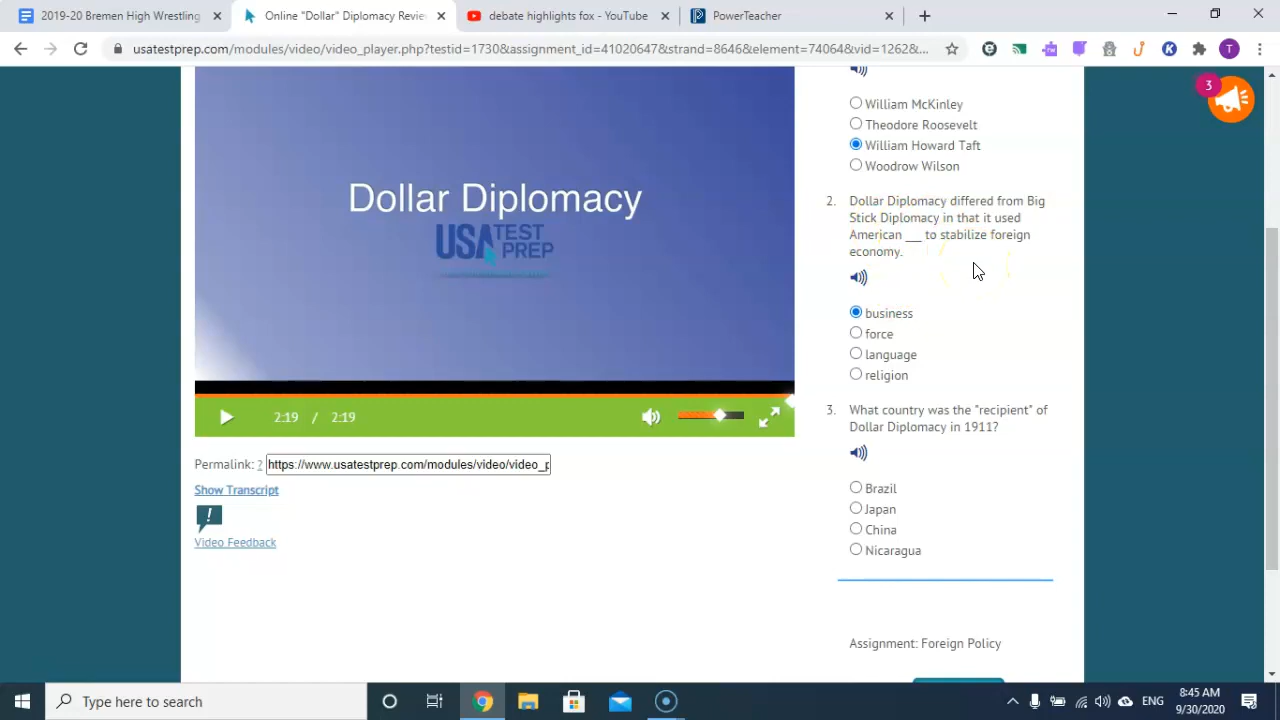 2019-20 Bremen High Wrestling
Online "Dollar" Diplomacy Revie
debate highlights fox - YouTube
PowerTeacher
usatestprep.com/modules/video/video_player.php?testid=1730&assignment_id=41020647&strand=8646&element=74064&vid=1262&...
T
3
Dollar Diplomacy
USA TEST PREP
2:19 / 2:19
Permalink: ? https://www.usatestprep.com/modules/video/video_p
Show Transcript
!
Video Feedback
William McKinley
Theodore Roosevelt
William Howard Taft
Woodrow Wilson
2. Dollar Diplomacy differed from Big
Stick Diplomacy in that it used
American ___ to stabilize foreign
economy.
business
force
language
religion
3. What country was the "recipient" of
Dollar Diplomacy in 1911?
Brazil
Japan
China
Nicaragua
Assignment: Foreign Policy
Type here to search
ENG
8:45 AM
9/30/2020